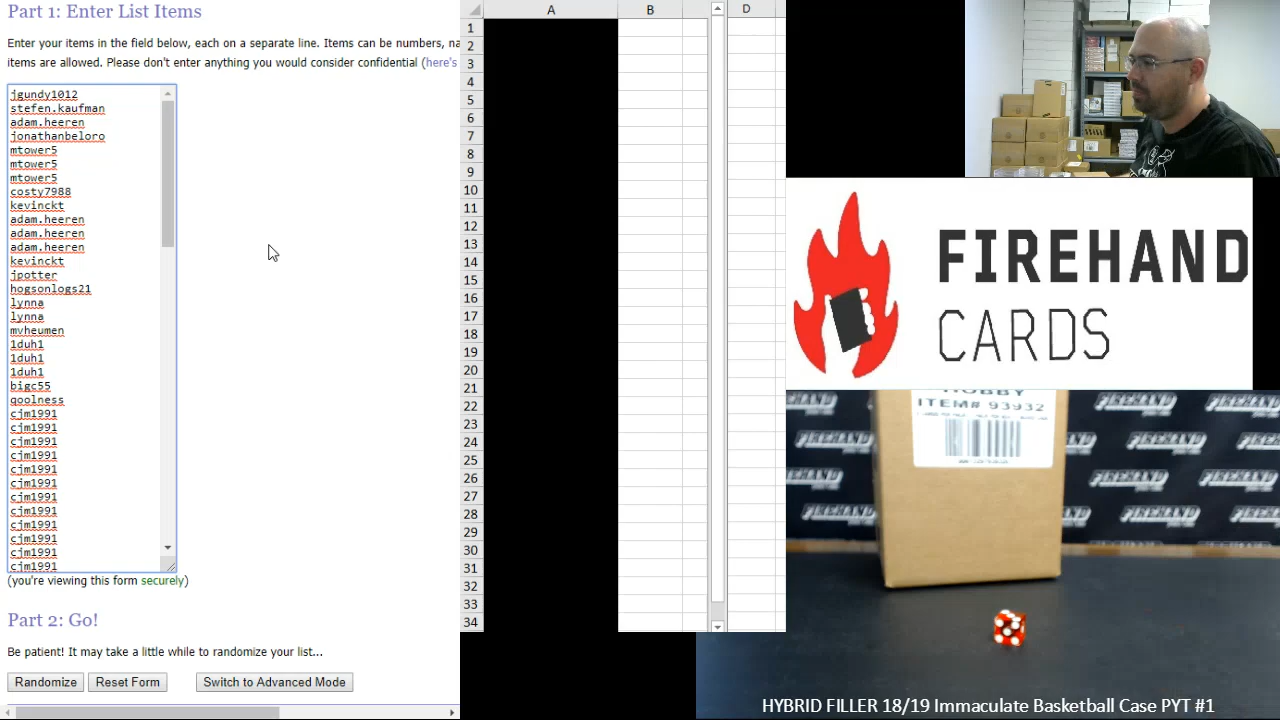 Part 1: Enter List Items
Enter your items in the field below, each on a separate line. Items can be numbers, na
items are allowed. Please don't enter anything you would consider confidential (here's
jgundy1012
stefen.kaufman
adam.heeren
jonathanbeloro
mtower5
mtower5
mtower5
costy7988
kevinckt
adam.heeren
adam.heeren
adam.heeren
kevinckt
jpotter
hogsonlogs21
lynna
lynna
mvheumen
1duh1
1duh1
1duh1
bigc55
qoolness
cjm1991
cjm1991
cjm1991
cjm1991
cjm1991
cjm1991
cjm1991
cjm1991
cjm1991
cjm1991
cjm1991
cjm1991
(you're viewing this form securely)
Part 2: Go!
Be patient! It may take a little while to randomize your list...
Randomize Reset Form Switch to Advanced Mode
A B D
1
2
3
4
5
6
7
8
9
10
11
12
13
14
15
16
17
18
19
20
21
22
23
24
25
26
27
28
29
30
31
32
33
34
FIREHAND
CARDS
HOBBY
ITEM# 93932
FIREHAND
FIREHAND
FIREHAND
FIREHAND
HYBRID FILLER 18/19 Immaculate Basketball Case PYT #1